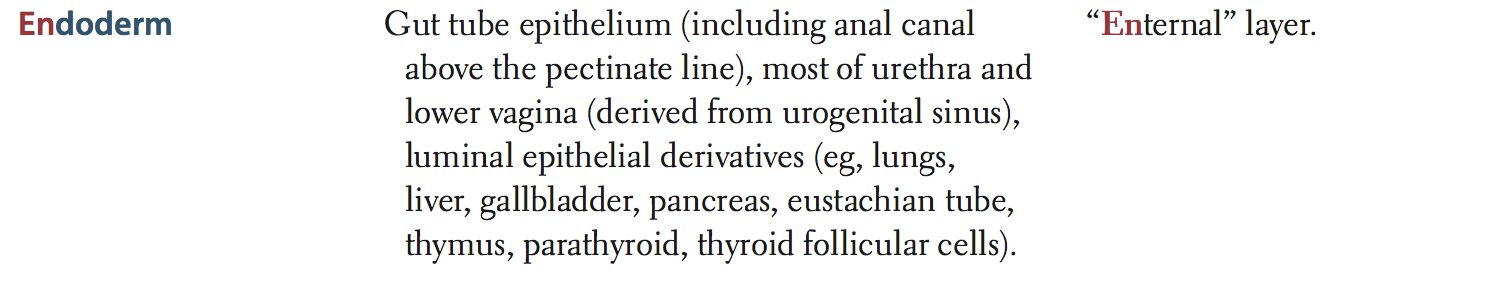 Endoderm
Gut tube epithelium (including anal canal
above the pectinate line), most of urethra and
lower vagina (derived from urogenital sinus),
luminal epithelial derivatives (eg, lungs,
liver, gallbladder, pancreas, eustachian tube,
thymus, parathyroid, thyroid follicular cells).
“Enternal” layer.